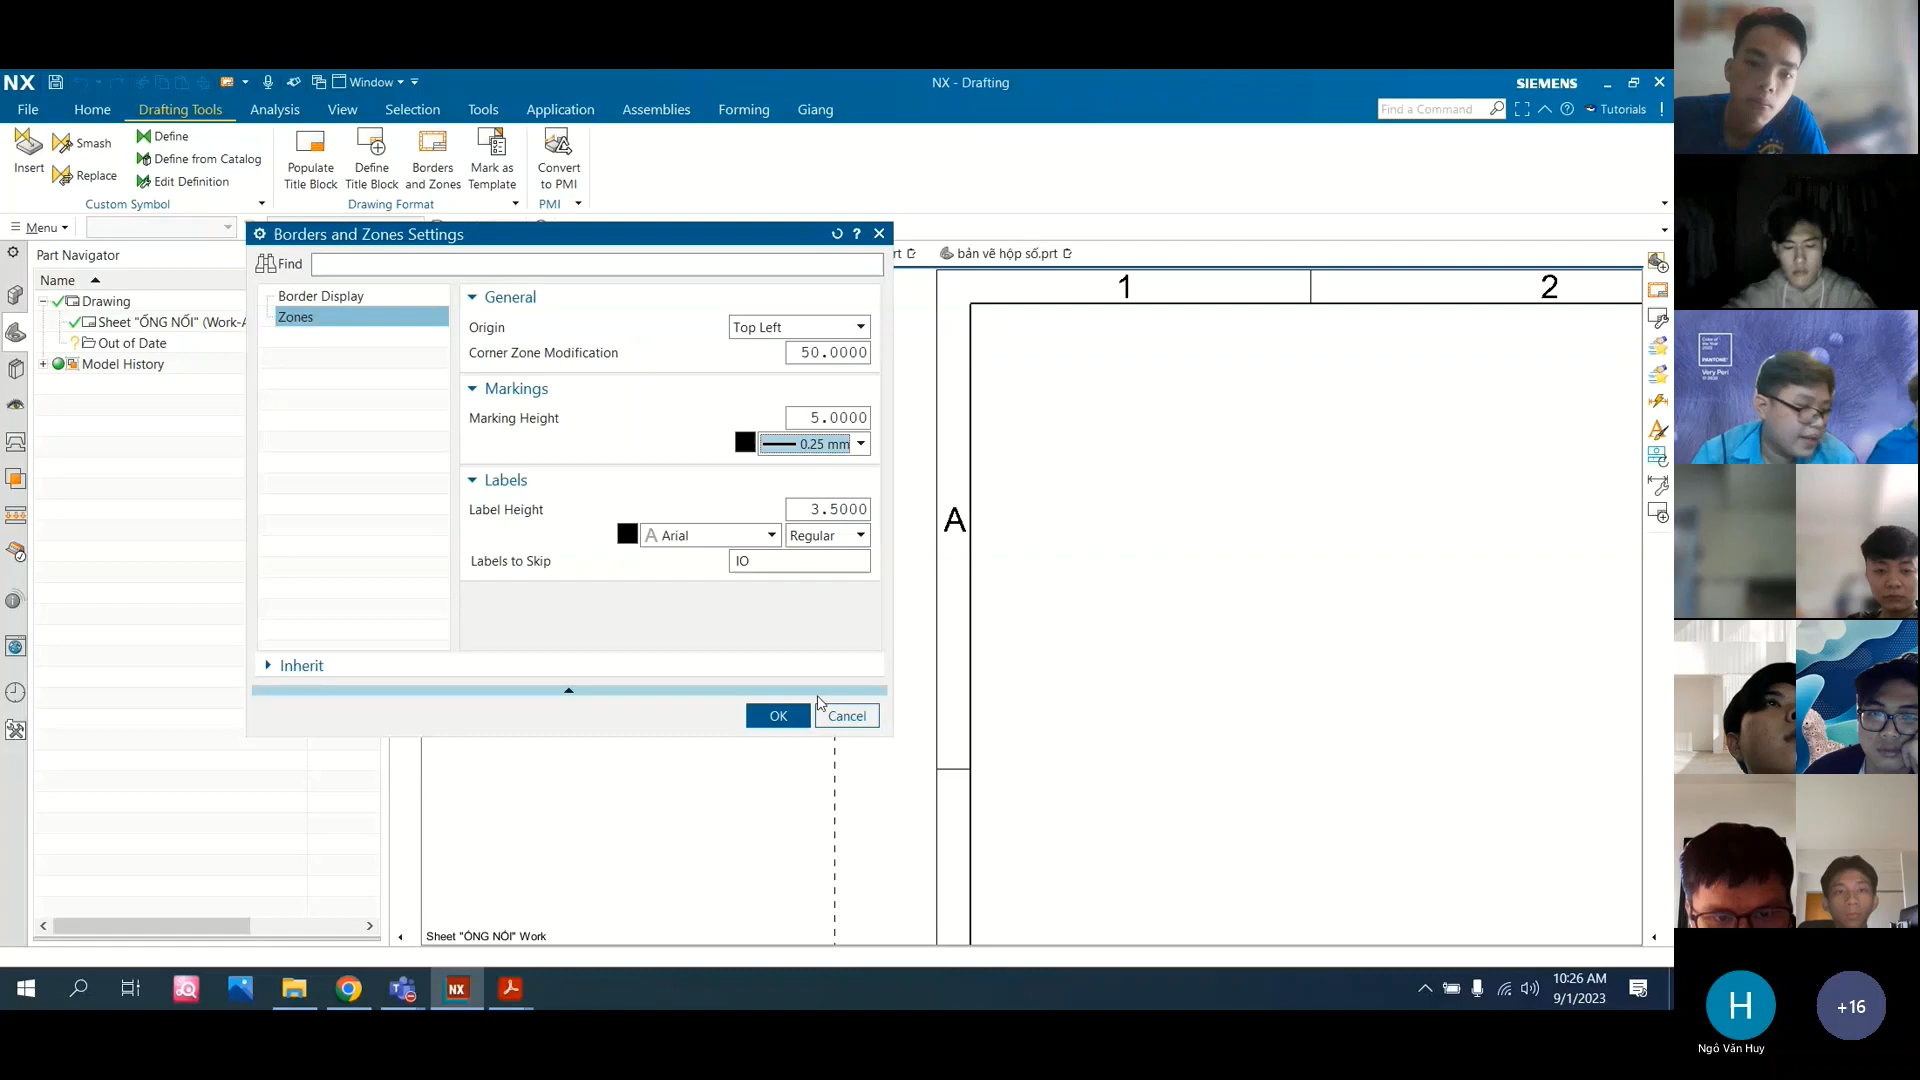 NX
Window
NX - Drafting
SIEMENS
File
Home
Drafting Tools
Analysis
View
Selection
Tools
Application
Assemblies
Forming
Giang
Find a Command
Tutorials
Insert
Smash
Replace
Define
Define from Catalog
Edit Definition
Populate Title Block
Define Title Block
Borders and Zones
Mark as Template
Convert to PMI
Custom Symbol
Drawing Format
PMI
Menu
Part Navigator
Name
Drawing
Sheet "ỐNG NỐI" (Work-A
Out of Date
Model History
Borders and Zones Settings
Find
Border Display
Zones
General
Origin
Top Left
Corner Zone Modification
50.0000
Markings
Marking Height
5.0000
0.25 mm
Labels
Label Height
3.5000
A Arial
Regular
Labels to Skip
IO
Inherit
OK
Cancel
rt
bản vẽ hộp số.prt
1
2
A
Sheet "ỐNG NỐI" Work
10:26 AM
9/1/2023
PANTONE
Very Peri
H
Ngô Văn Huy
+16